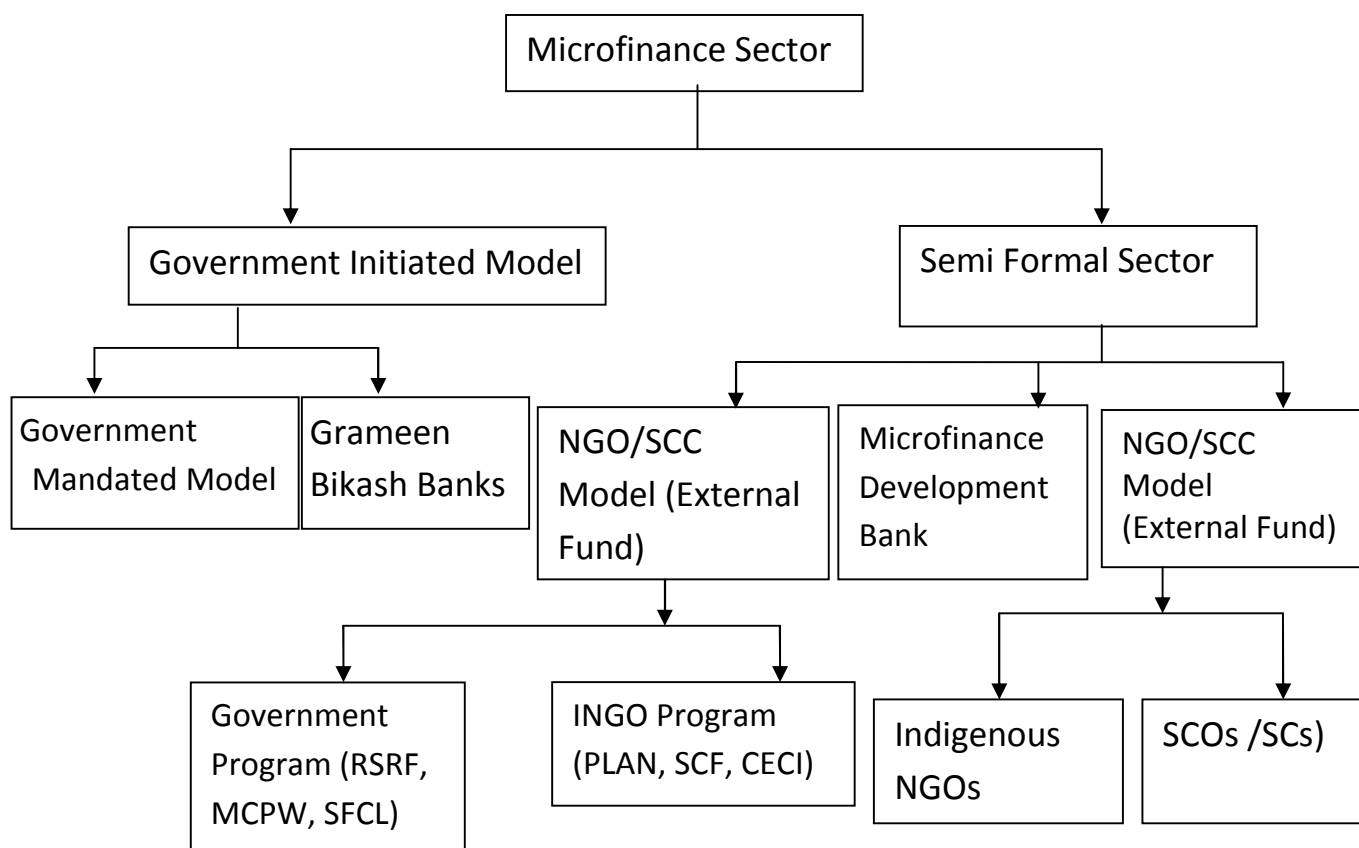 Microfinance Sector
Government Initiated Model
Semi Formal Sector
Government
Mandated Model
Grameen
Bikash Banks
NGO/SCC
Model (External
Fund)
Microfinance
Development
Bank
NGO/SCC
Model
(External Fund)
Government
Program (RSRF,
MCPW, SFCL)
INGO Program
(PLAN, SCF, CECI)
Indigenous
NGOs
SCOs /SCs)